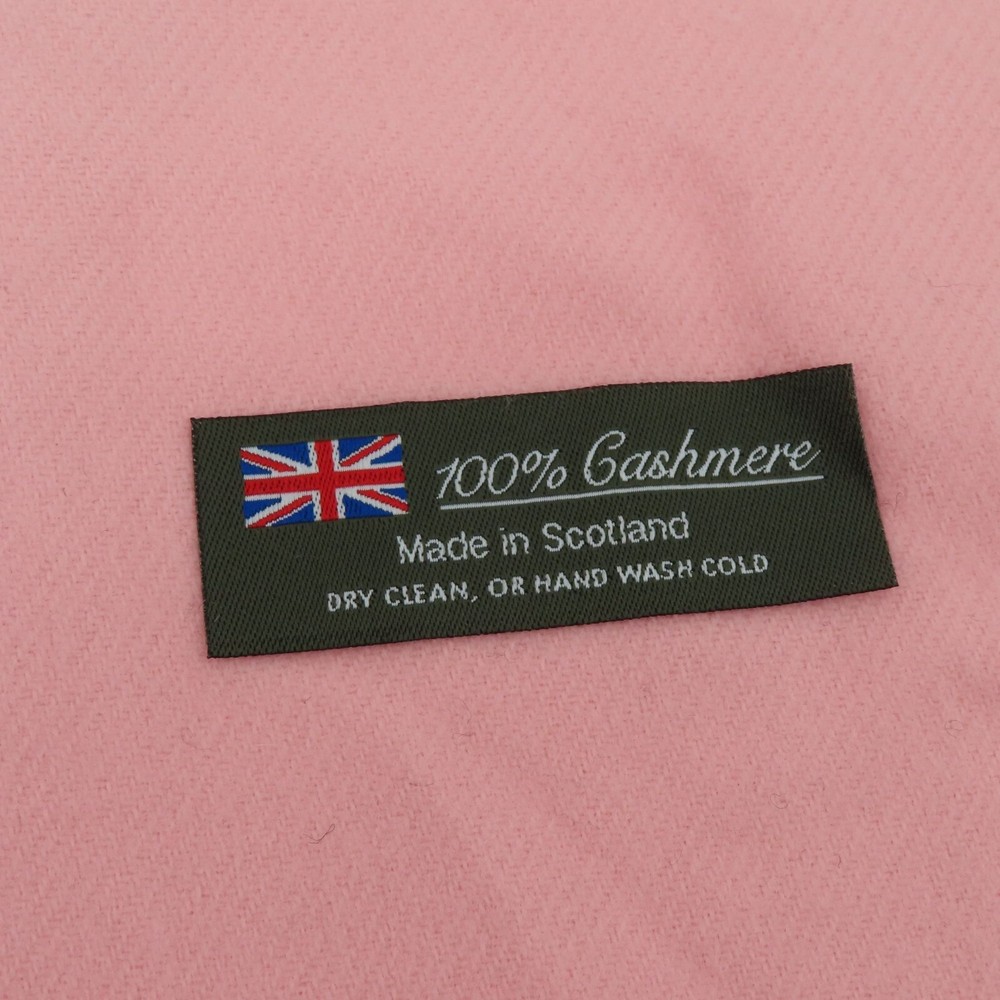 100% Cashmere
Made in Scotland
DRY CLEAN, OR HAND WASH COLD